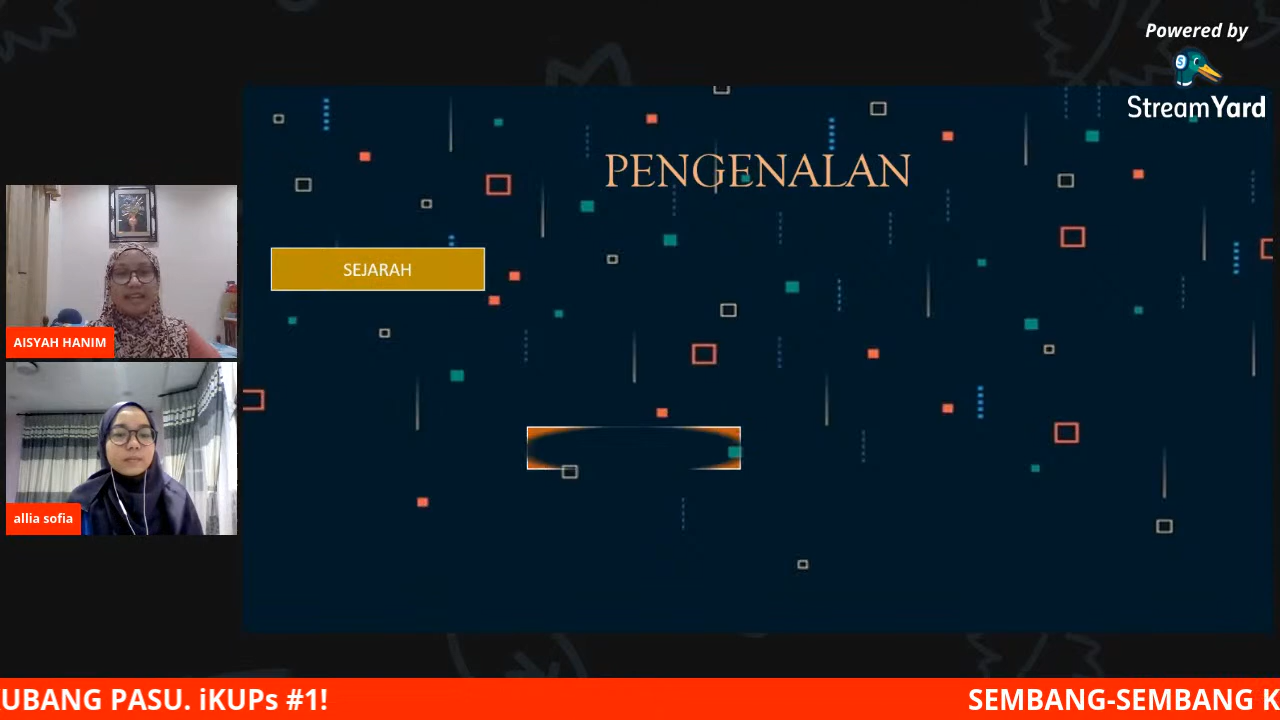 Powered by
StreamYard
PENGENALAN
SEJARAH
AISYAH HANIM
allia sofia
UBANG PASU. iKUPs #1!
SEMBANG-SEMBANG K